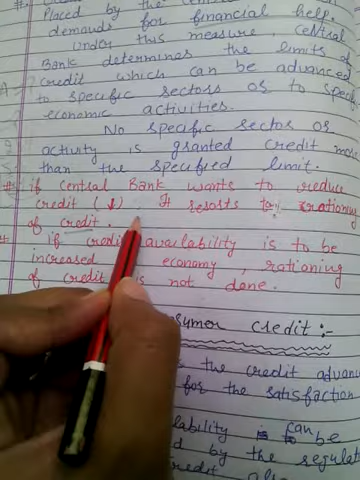 placed by the Central
demands for financial help.
Under this measure, Central
Bank determines the limits of
credit which can be advanced
to specific sectors or to specif
economic activities.
No specific sector or
activity is granted credit more
than the specified limit.
# if Central Bank wants to reduce
credit (↓) It resorts to rationing
of credit.
# if credit availability is to be
increased economy, rationing
of credit is not done.
sumer credit :-
the credit advan
for the satisfaction
ability can be
d by the regulat
credit